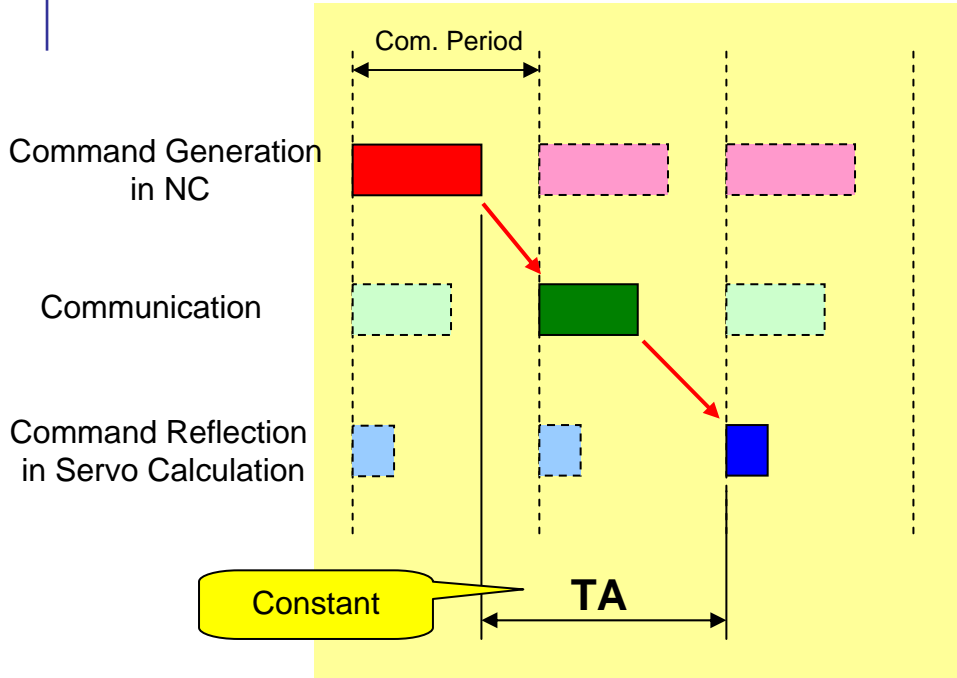 Com. Period
Command Generation
in NC
Communication
Command Reflection
in Servo Calculation
Constant
TA